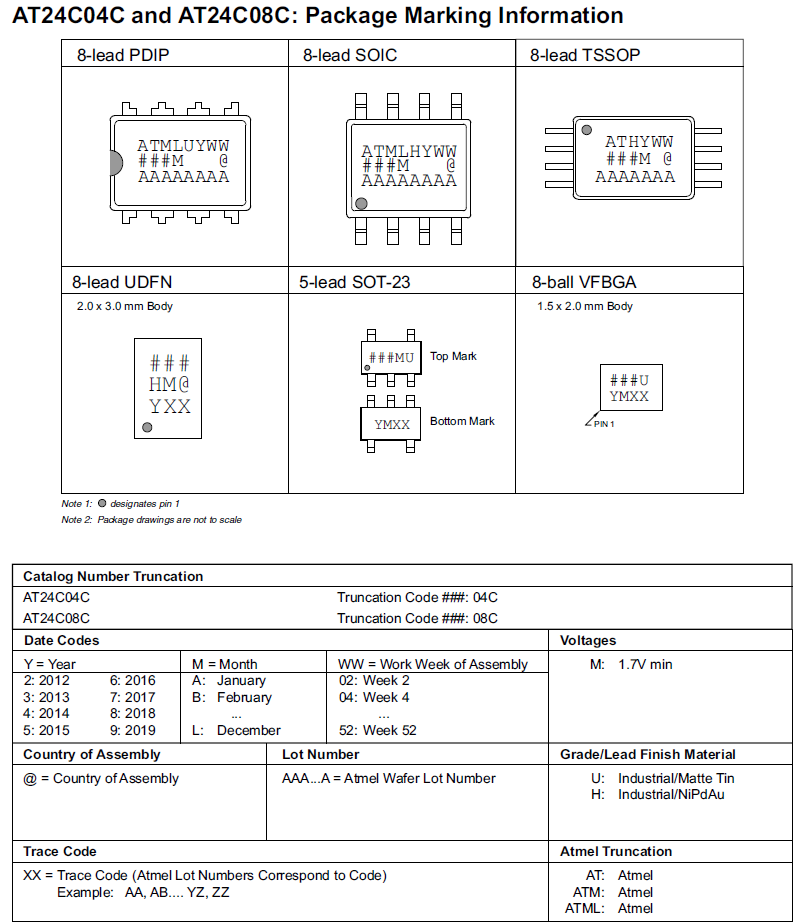 AT24C04C and AT24C08C: Package Marking Information
8-lead PDIP
8-lead SOIC
8-lead TSSOP
ATMLUYWW
###M @
AAAAAAAA
ATMLHYWW
###M @
AAAAAAAA
ATHYWW
###M @
AAAAAAA
8-lead UDFN
5-lead SOT-23
8-ball VFBGA
2.0 x 3.0 mm Body
1.5 x 2.0 mm Body
###
HM@
YXX
###MU
Top Mark
YMXX
Bottom Mark
###U
YMXX
PIN 1
Note 1: designates pin 1
Note 2: Package drawings are not to scale
Catalog Number Truncation
AT24C04C Truncation Code ###: 04C
AT24C08C Truncation Code ###: 08C
Date Codes
Voltages
Y = Year M = Month WW = Work Week of Assembly M: 1.7V min
2: 2012 6: 2016 A: January 02: Week 2
3: 2013 7: 2017 B: February 04: Week 4
4: 2014 8: 2018 ... ...
5: 2015 9: 2019 L: December 52: Week 52
Country of Assembly Lot Number Grade/Lead Finish Material
@ = Country of Assembly AAA...A = Atmel Wafer Lot Number U: Industrial/Matte Tin
H: Industrial/NiPdAu
Trace Code Atmel Truncation
XX = Trace Code (Atmel Lot Numbers Correspond to Code) AT: Atmel
Example: AA, AB.... YZ, ZZ ATM: Atmel
ATML: Atmel